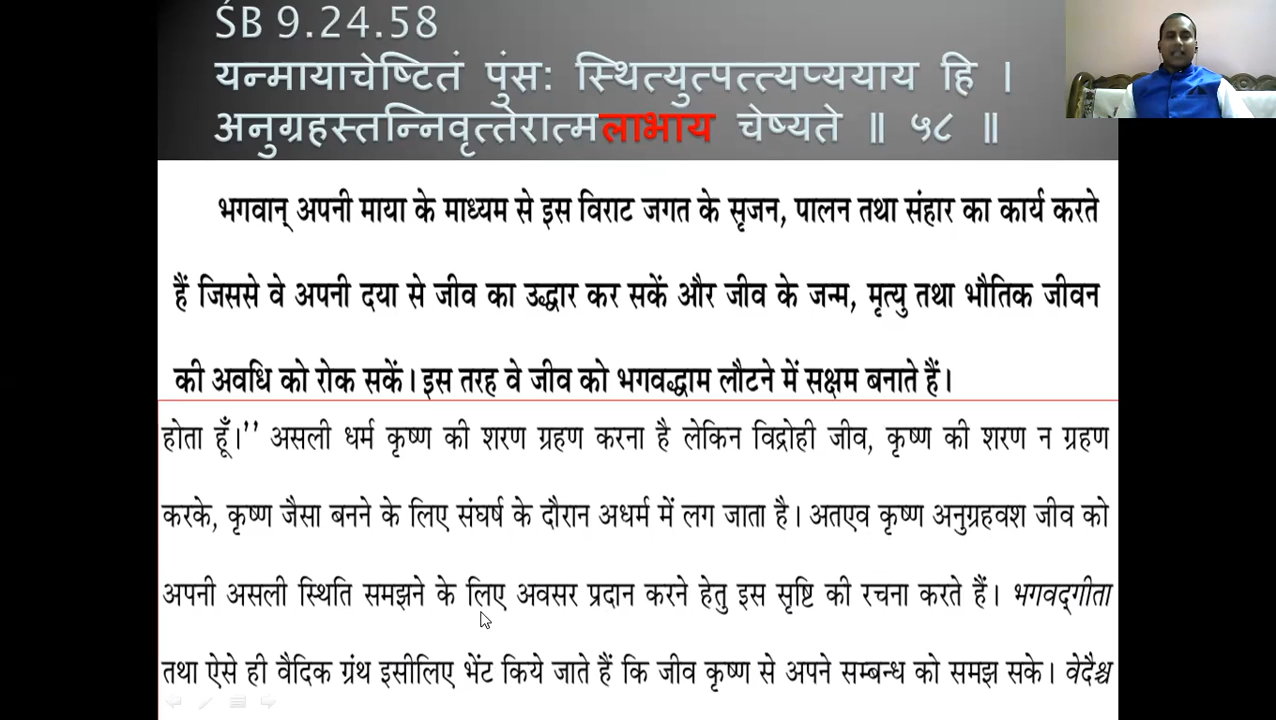 ŚB 9.24.58
यन्मायाचेष्टितं पुंस: स्थित्युत्पत्त्यप्ययाय हि ।
अनुग्रहस्तन्निवृत्तेरात्मलाभाय चेष्यते ॥ ५८ ॥
भगवान् अपनी माया के माध्यम से इस विराट जगत के सृजन, पालन तथा संहार का कार्य करते
हैं जिससे वे अपनी दया से जीव का उद्धार कर सकें और जीव के जन्म, मृत्यु तथा भौतिक जीवन
की अवधि को रोक सकें। इस तरह वे जीव को भगवद्धाम लौटने में सक्षम बनाते हैं।
होता हूँ।’’ असली धर्म कृष्ण की शरण ग्रहण करना है लेकिन विद्रोही जीव, कृष्ण की शरण न ग्रहण
करके, कृष्ण जैसा बनने के लिए संघर्ष के दौरान अधर्म में लग जाता है। अतएव कृष्ण अनुग्रहवश जीव को
अपनी असली स्थिति समझने के लिए अवसर प्रदान करने हेतु इस सृष्टि की रचना करते हैं। भगवद्‌गीता
तथा ऐसे ही वैदिक ग्रंथ इसीलिए भेंट किये जाते हैं कि जीव कृष्ण से अपने सम्बन्ध को समझ सके। वेदैश्च